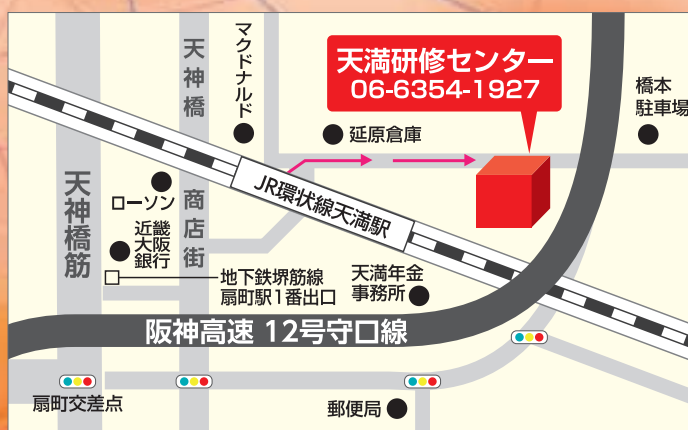 天神橋
商店街
マクドナルド
天満研修センター
06-6354-1927
橋本
駐車場
延原倉庫
JR環状線天満駅
天神橋筋
ローソン
近畿
大阪
銀行
地下鉄堺筋線
扇町駅1番出口
天満年金
事務所
阪神高速 12号守口線
扇町交差点
郵便局